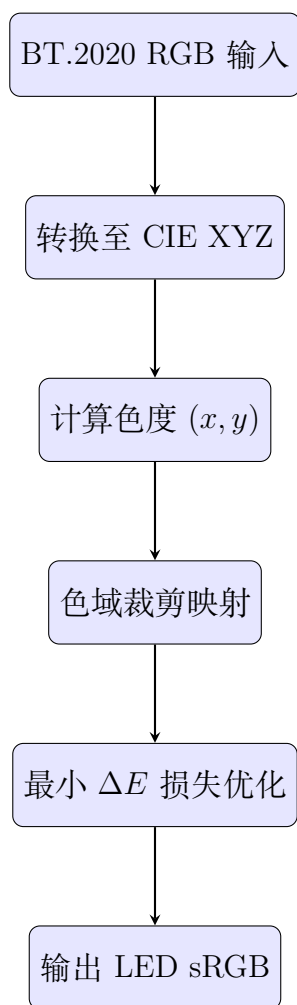 BT.2020 RGB 输入
转换至 CIE XYZ
计算色度 (x, y)
色域裁剪映射
最小 ΔE 损失优化
输出 LED sRGB